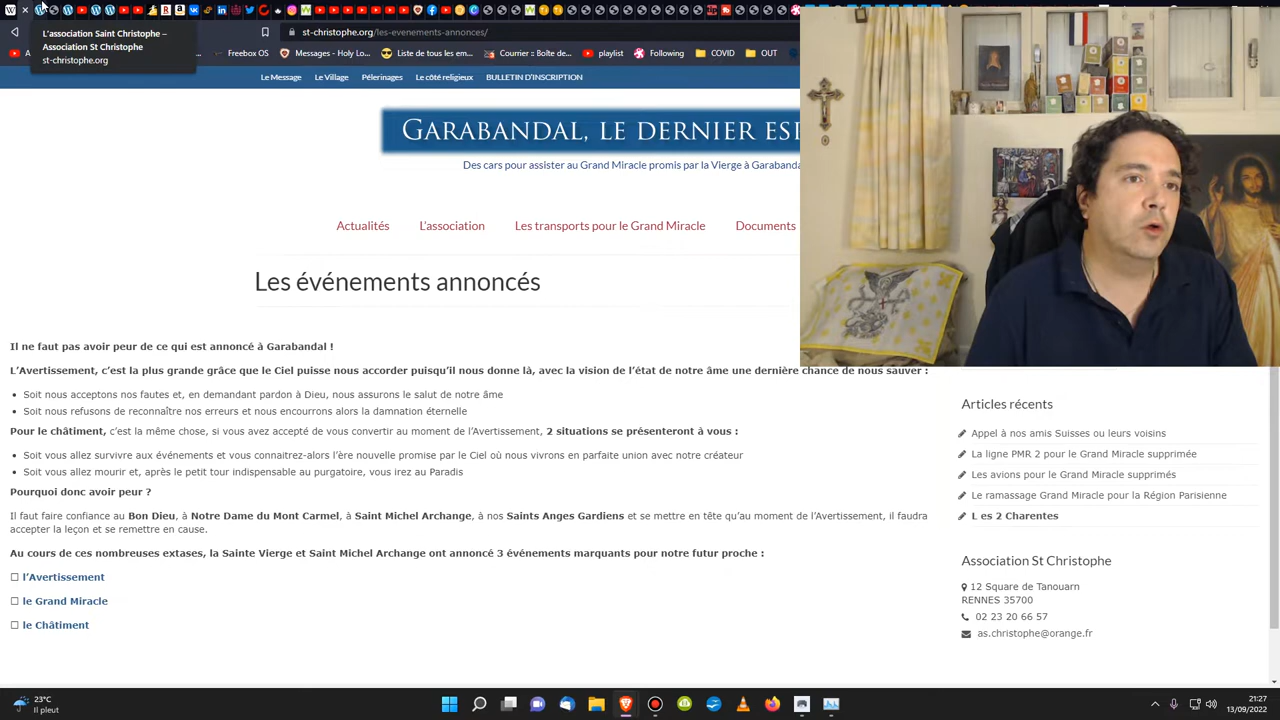 L'association Saint Christophe –
Association St Christophe
st-christophe.org
st-christophe.org/les-evenements-annonces/
Freebox OS
Messages - Holy Lo...
Liste de tous les em...
Courrier : Boîte de...
playlist
Following
COVID
OUT
Le Message
Le Village
Pélerinages
Le côté religieux
BULLETIN D'INSCRIPTION
GARABANDAL, LE DERNIER ESP
Des cars pour assister au Grand Miracle promis par la Vierge à Garabanda
Actualités
L'association
Les transports pour le Grand Miracle
Documents
Les événements annoncés
Il ne faut pas avoir peur de ce qui est annoncé à Garabandal !
L'Avertissement, c'est la plus grande grâce que le Ciel puisse nous accorder puisqu'il nous donne là, avec la vision de l'état de notre âme une dernière chance de nous sauver :
Soit nous acceptons nos fautes et, en demandant pardon à Dieu, nous assurons le salut de notre âme
Soit nous refusons de reconnaître nos erreurs et nous encourrons alors la damnation éternelle
Pour le châtiment, c'est la même chose, si vous avez accepté de vous convertir au moment de l'Avertissement, 2 situations se présenteront à vous :
Soit vous allez survivre aux événements et vous connaitrez-alors l'ère nouvelle promise par le Ciel où nous vivrons en parfaite union avec notre créateur
Soit vous allez mourir et, après le petit tour indispensable au purgatoire, vous irez au Paradis
Pourquoi donc avoir peur ?
Il faut faire confiance au Bon Dieu, à Notre Dame du Mont Carmel, à Saint Michel Archange, à nos Saints Anges Gardiens et se mettre en tête qu'au moment de l'Avertissement, il faudra
accepter la leçon et se remettre en cause.
Au cours de ces nombreuses extases, la Sainte Vierge et Saint Michel Archange ont annoncé 3 événements marquants pour notre futur proche :
☐ l'Avertissement
☐ le Grand Miracle
☐ le Châtiment
Articles récents
Appel à nos amis Suisses ou leurs voisins
La ligne PMR 2 pour le Grand Miracle supprimée
Les avions pour le Grand Miracle supprimés
Le ramassage Grand Miracle pour la Région Parisienne
L es 2 Charentes
Association St Christophe
12 Square de Tanouarn
RENNES 35700
02 23 20 66 57
as.christophe@orange.fr
23°C
Il pleut
21:27
13/09/2022